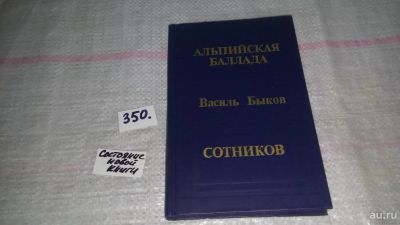 АЛЬПИЙСКАЯ
БАЛЛАДА
Василь Быков
СОТНИКОВ
350.
Состояние
новой
книги
au.ru